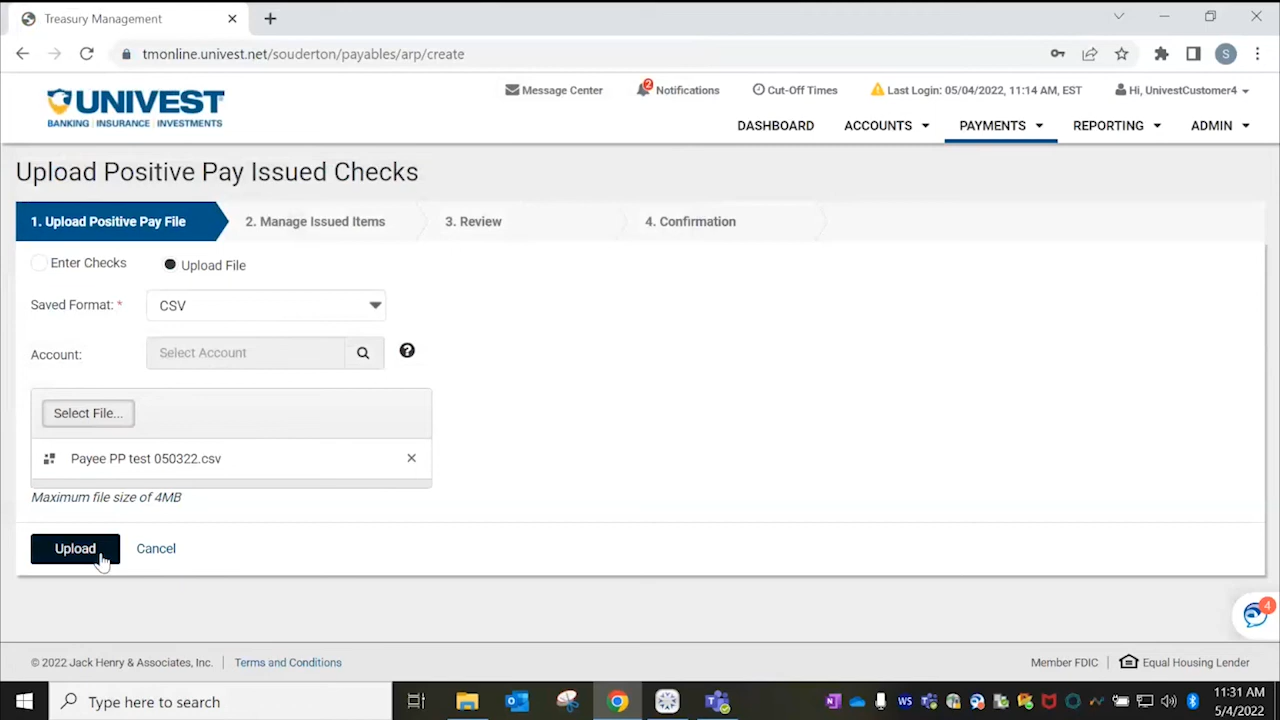 Treasury Management
tmonline.univest.net/souderton/payables/arp/create
S
UNIVEST
BANKING | INSURANCE | INVESTMENTS
Message Center
2
Notifications
Cut-Off Times
Last Login: 05/04/2022, 11:14 AM, EST
Hi, UnivestCustomer4
DASHBOARD ACCOUNTS PAYMENTS REPORTING ADMIN
Upload Positive Pay Issued Checks
1. Upload Positive Pay File 2. Manage Issued Items 3. Review 4. Confirmation
Enter Checks Upload File
Saved Format: * CSV
Account: Select Account ?
Select File...
Payee PP test 050322.csv
Maximum file size of 4MB
Upload Cancel
4
© 2022 Jack Henry & Associates, Inc. | Terms and Conditions Member FDIC | Equal Housing Lender
Type here to search
WS
11:31 AM
5/4/2022